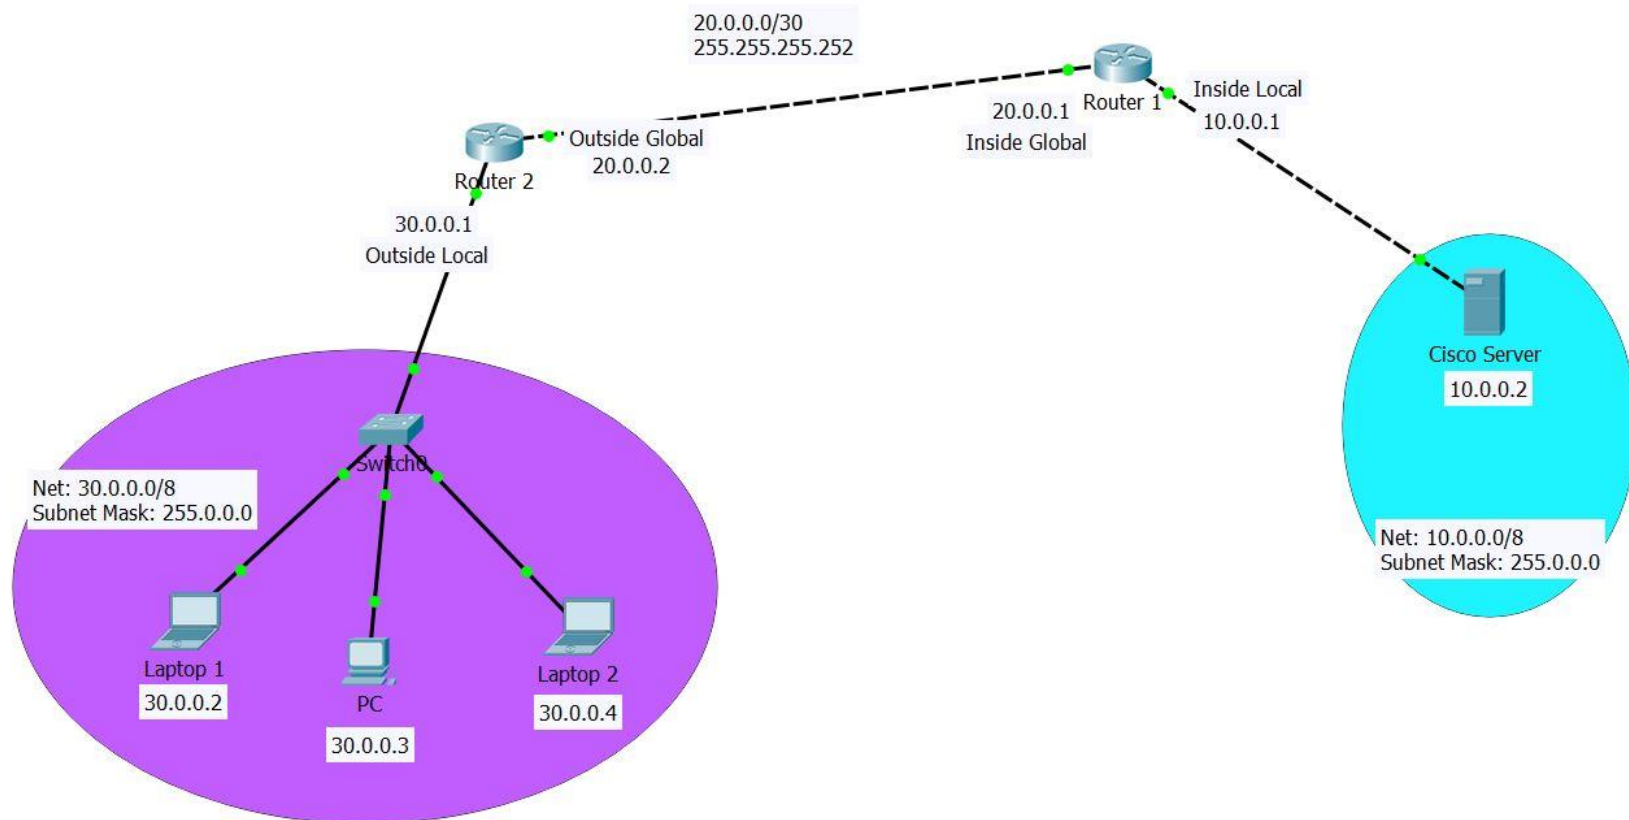 20.0.0.0/30
255.255.255.252
Router 1
Inside Local
10.0.0.1
20.0.0.1
Inside Global
Outside Global
20.0.0.2
Router 2
30.0.0.1
Outside Local
Cisco Server
10.0.0.2
Switch0
Net: 30.0.0.0/8
Subnet Mask: 255.0.0.0
Net: 10.0.0.0/8
Subnet Mask: 255.0.0.0
Laptop 1
30.0.0.2
PC
30.0.0.3
Laptop 2
30.0.0.4